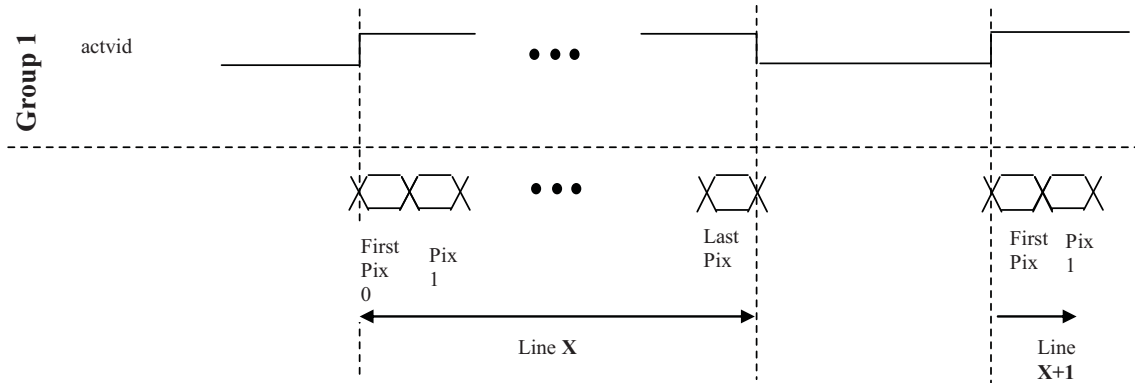 Group 1
actvid
First
Pix
0
Pix
1
Last
Pix
First
Pix
Pix
1
Line X
Line
X+1